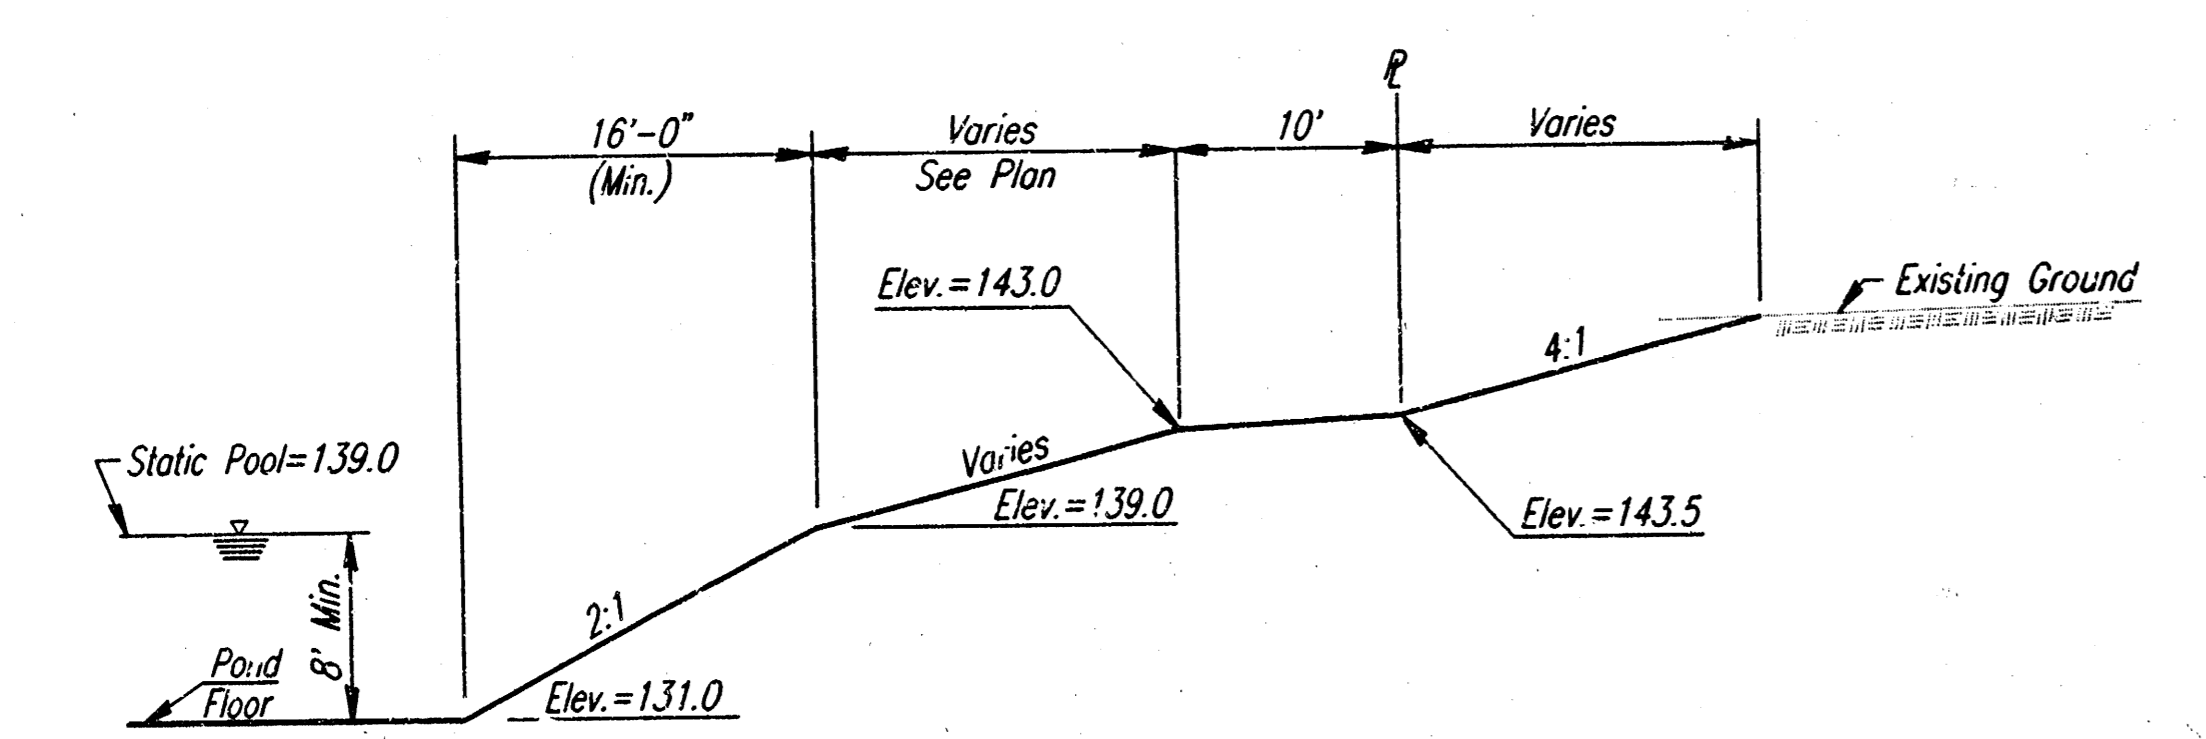 ℄
16'-0"
(Min.)
Varies
See Plan
10'
Varies
Elev.=143.0
Existing Ground
4:1
Static Pool=139.0
Varies
Elev.=139.0
Elev.=143.5
2:1
8' Min.
Pond
Floor
Elev.=131.0